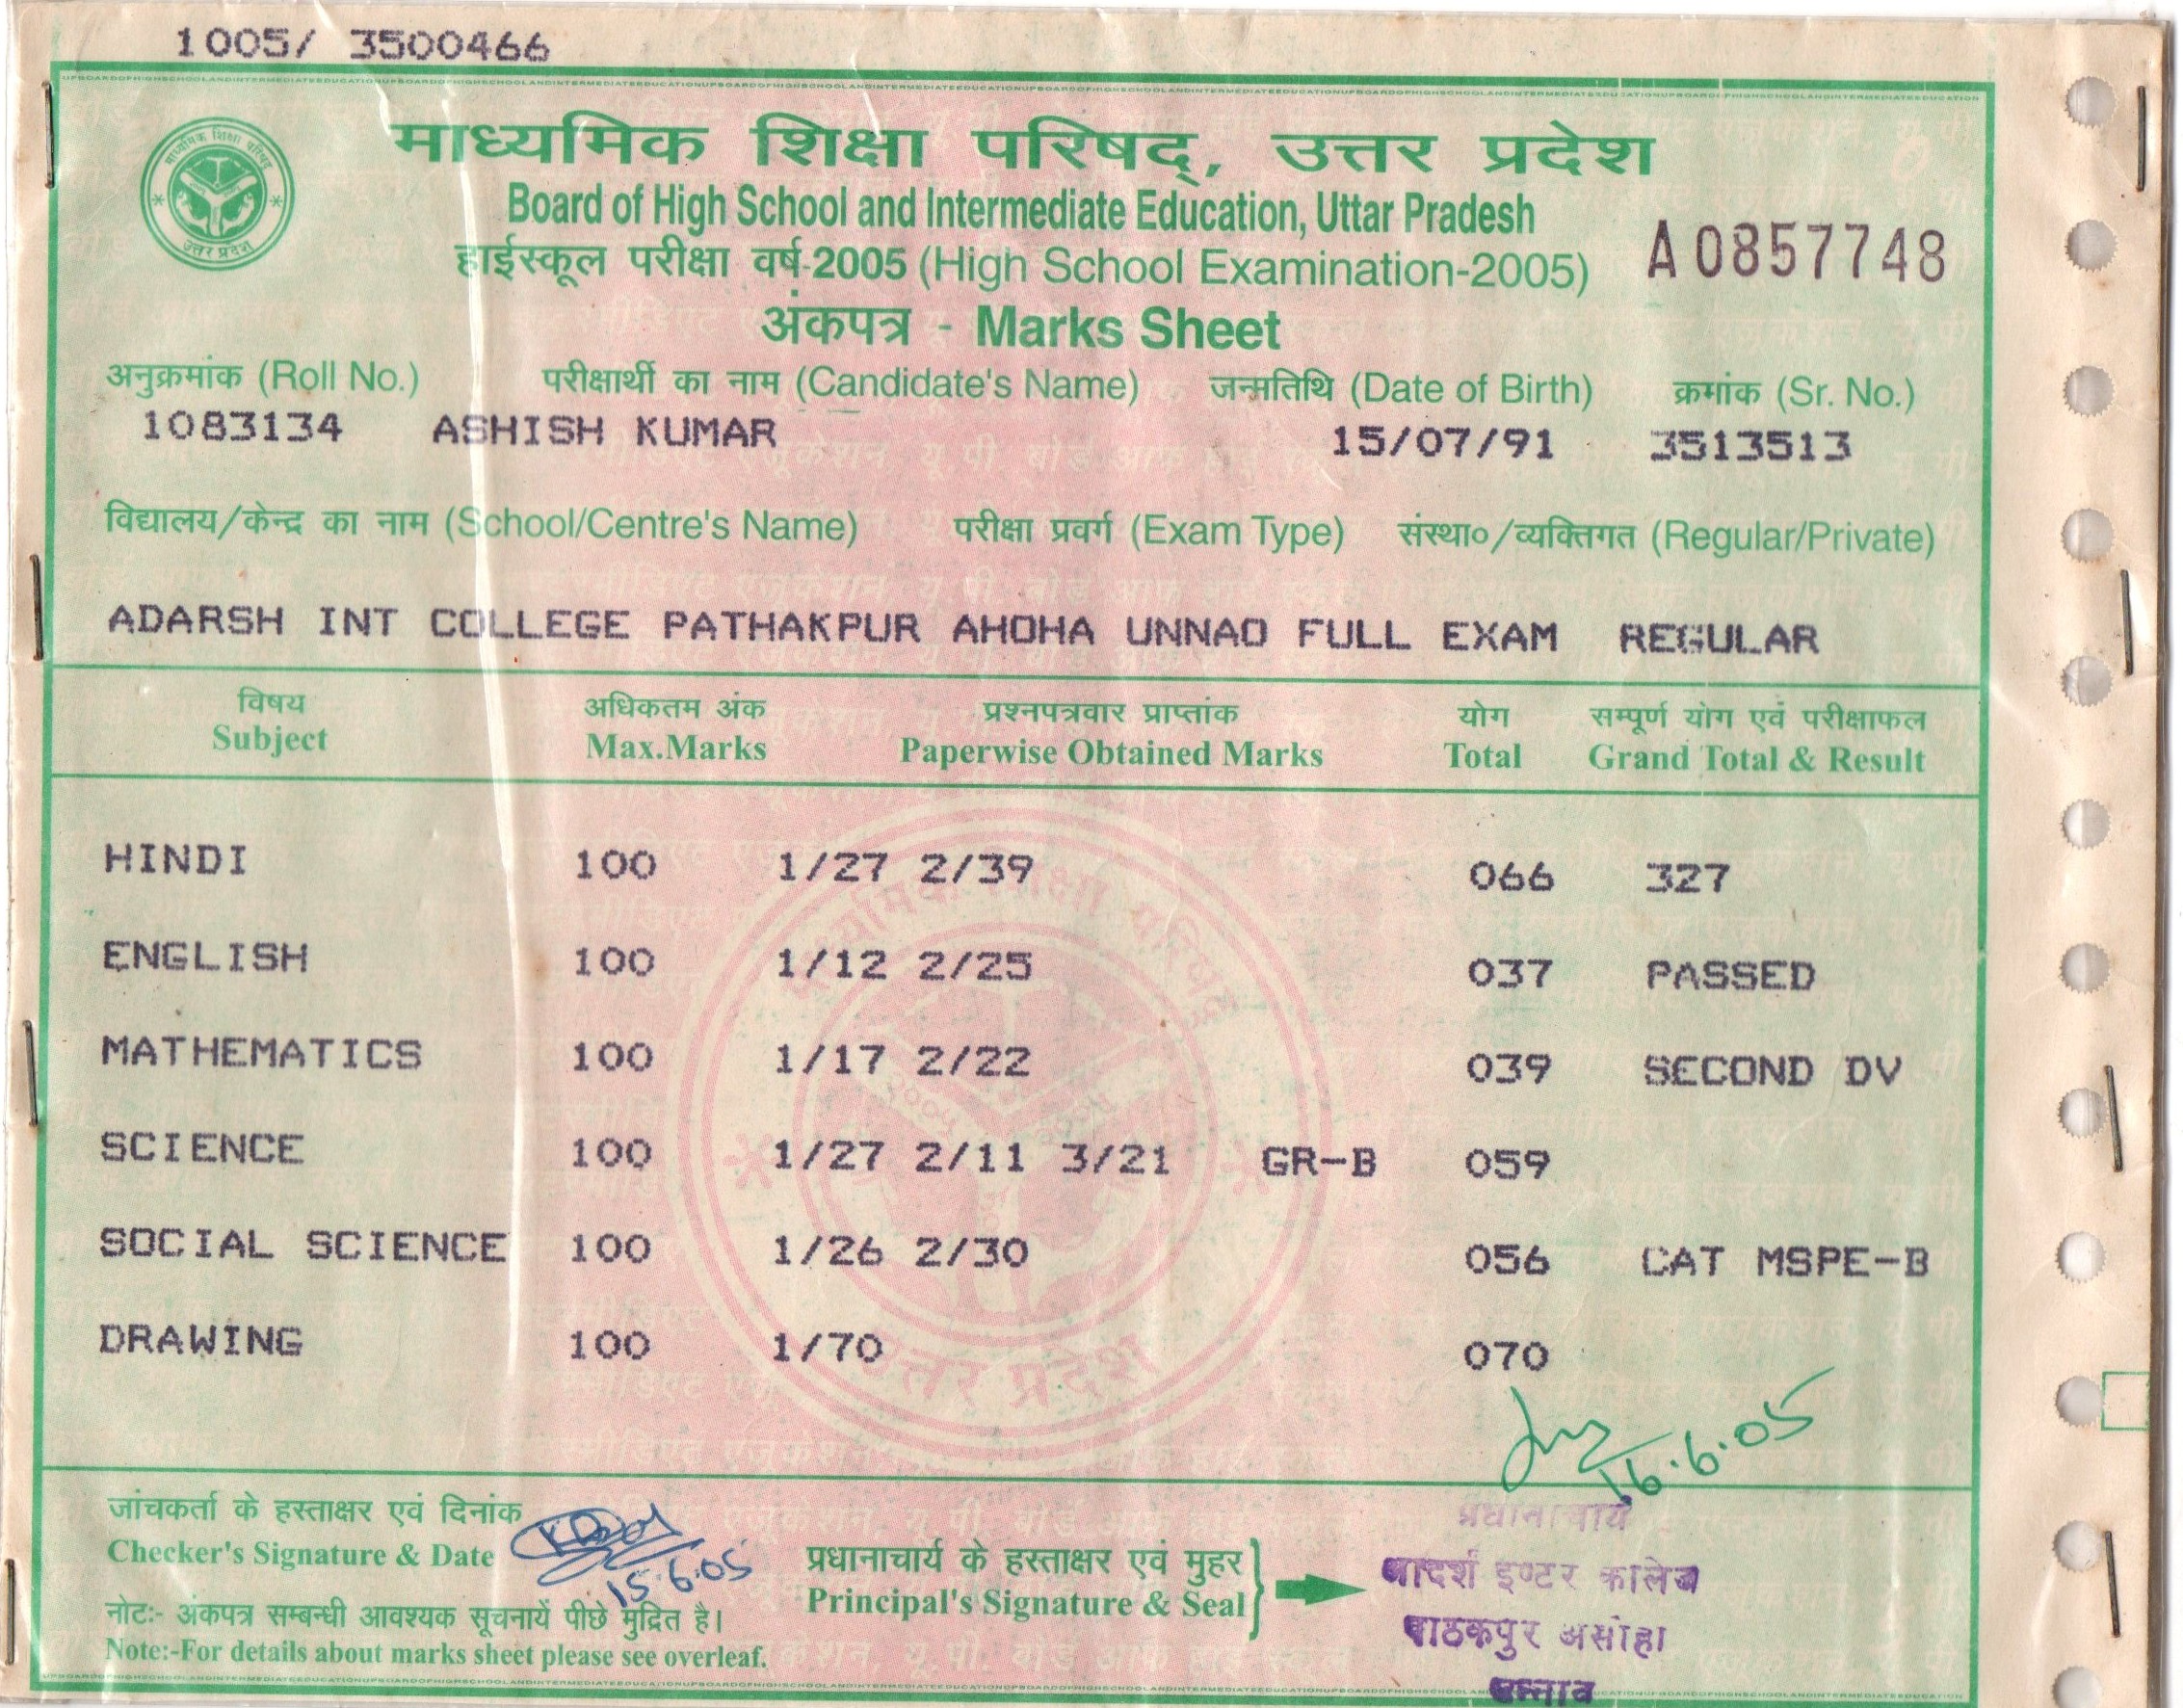 1005/ 3500466
माध्यमिक शिक्षा परिषद्, उत्तर प्रदेश
Board of High School and Intermediate Education, Uttar Pradesh
हाईस्कूल परीक्षा वर्ष-2005 (High School Examination-2005)
A 0857748
अंकपत्र - Marks Sheet
अनुक्रमांक (Roll No.) परीक्षार्थी का नाम (Candidate's Name) जन्मतिथि (Date of Birth) क्रमांक (Sr. No.)
1083134 ASHISH KUMAR 15/07/91 3513513
विद्यालय/केन्द्र का नाम (School/Centre's Name) परीक्षा प्रवर्ग (Exam Type) संस्था०/व्यक्तिगत (Regular/Private)
ADARSH INT COLLEGE PATHAKPUR AHOHA UNNAO FULL EXAM REGULAR
विषय अधिकतम अंक प्रश्नपत्रवार प्राप्तांक योग सम्पूर्ण योग एवं परीक्षाफल
Subject Max.Marks Paperwise Obtained Marks Total Grand Total & Result
HINDI 100 1/27 2/39 066 327
ENGLISH 100 1/12 2/25 037 PASSED
MATHEMATICS 100 1/17 2/22 039 SECOND DV
SCIENCE 100 1/27 2/11 3/21 GR-B 059
SOCIAL SCIENCE 100 1/26 2/30 056 CAT MSPE-B
DRAWING 100 1/70 070
16.6.05
जांचकर्ता के हस्ताक्षर एवं दिनांक
Checker's Signature & Date
15.6.05
नोट:- अंकपत्र सम्बन्धी आवश्यक सूचनायें पीछे मुद्रित है।
Note:-For details about marks sheet please see overleaf.
प्रधानाचार्य के हस्ताक्षर एवं मुहर
Principal's Signature & Seal
प्रधानाचार्य
आदर्श इण्टर कालेज
पाठकपुर असोहा
उन्नाव